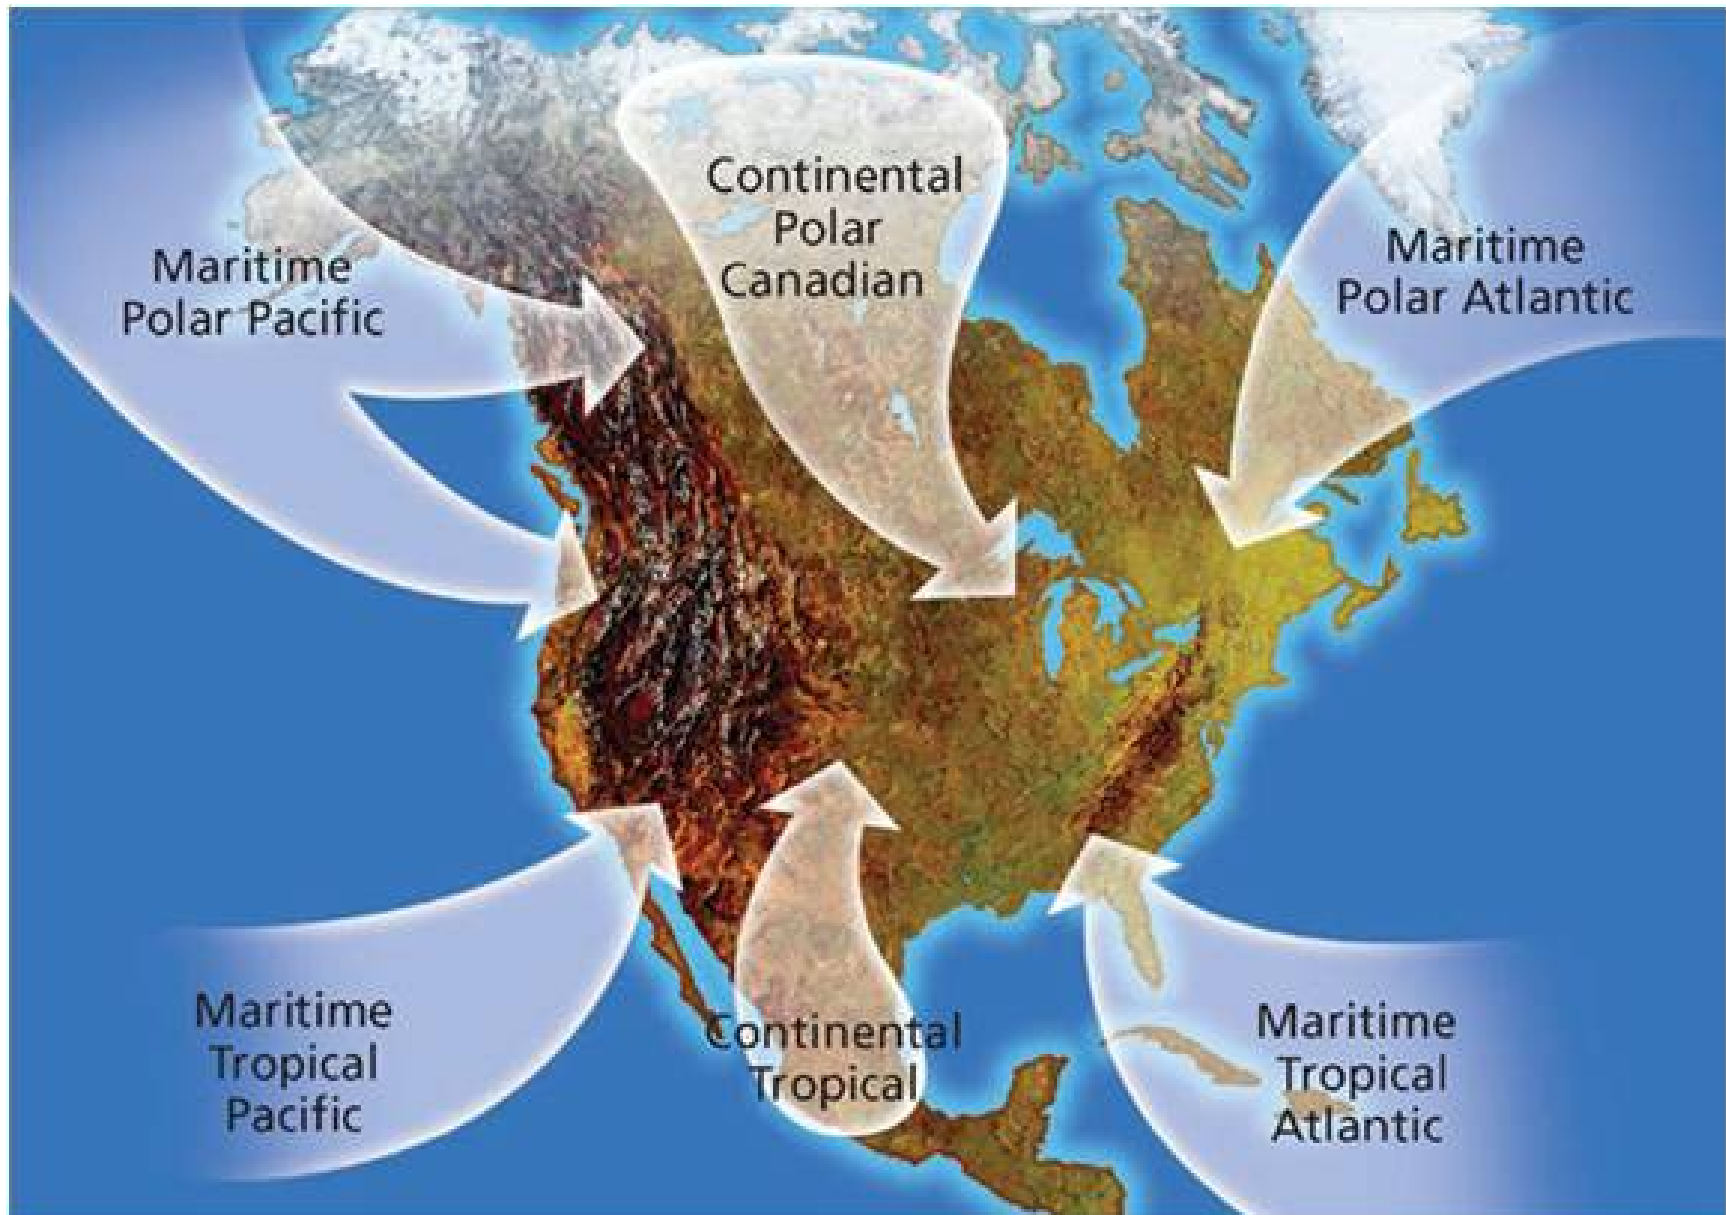 Continental
Polar
Canadian
Maritime
Polar Pacific
Maritime
Polar Atlantic
Maritime
Tropical
Pacific
Continental
Tropical
Maritime
Tropical
Atlantic